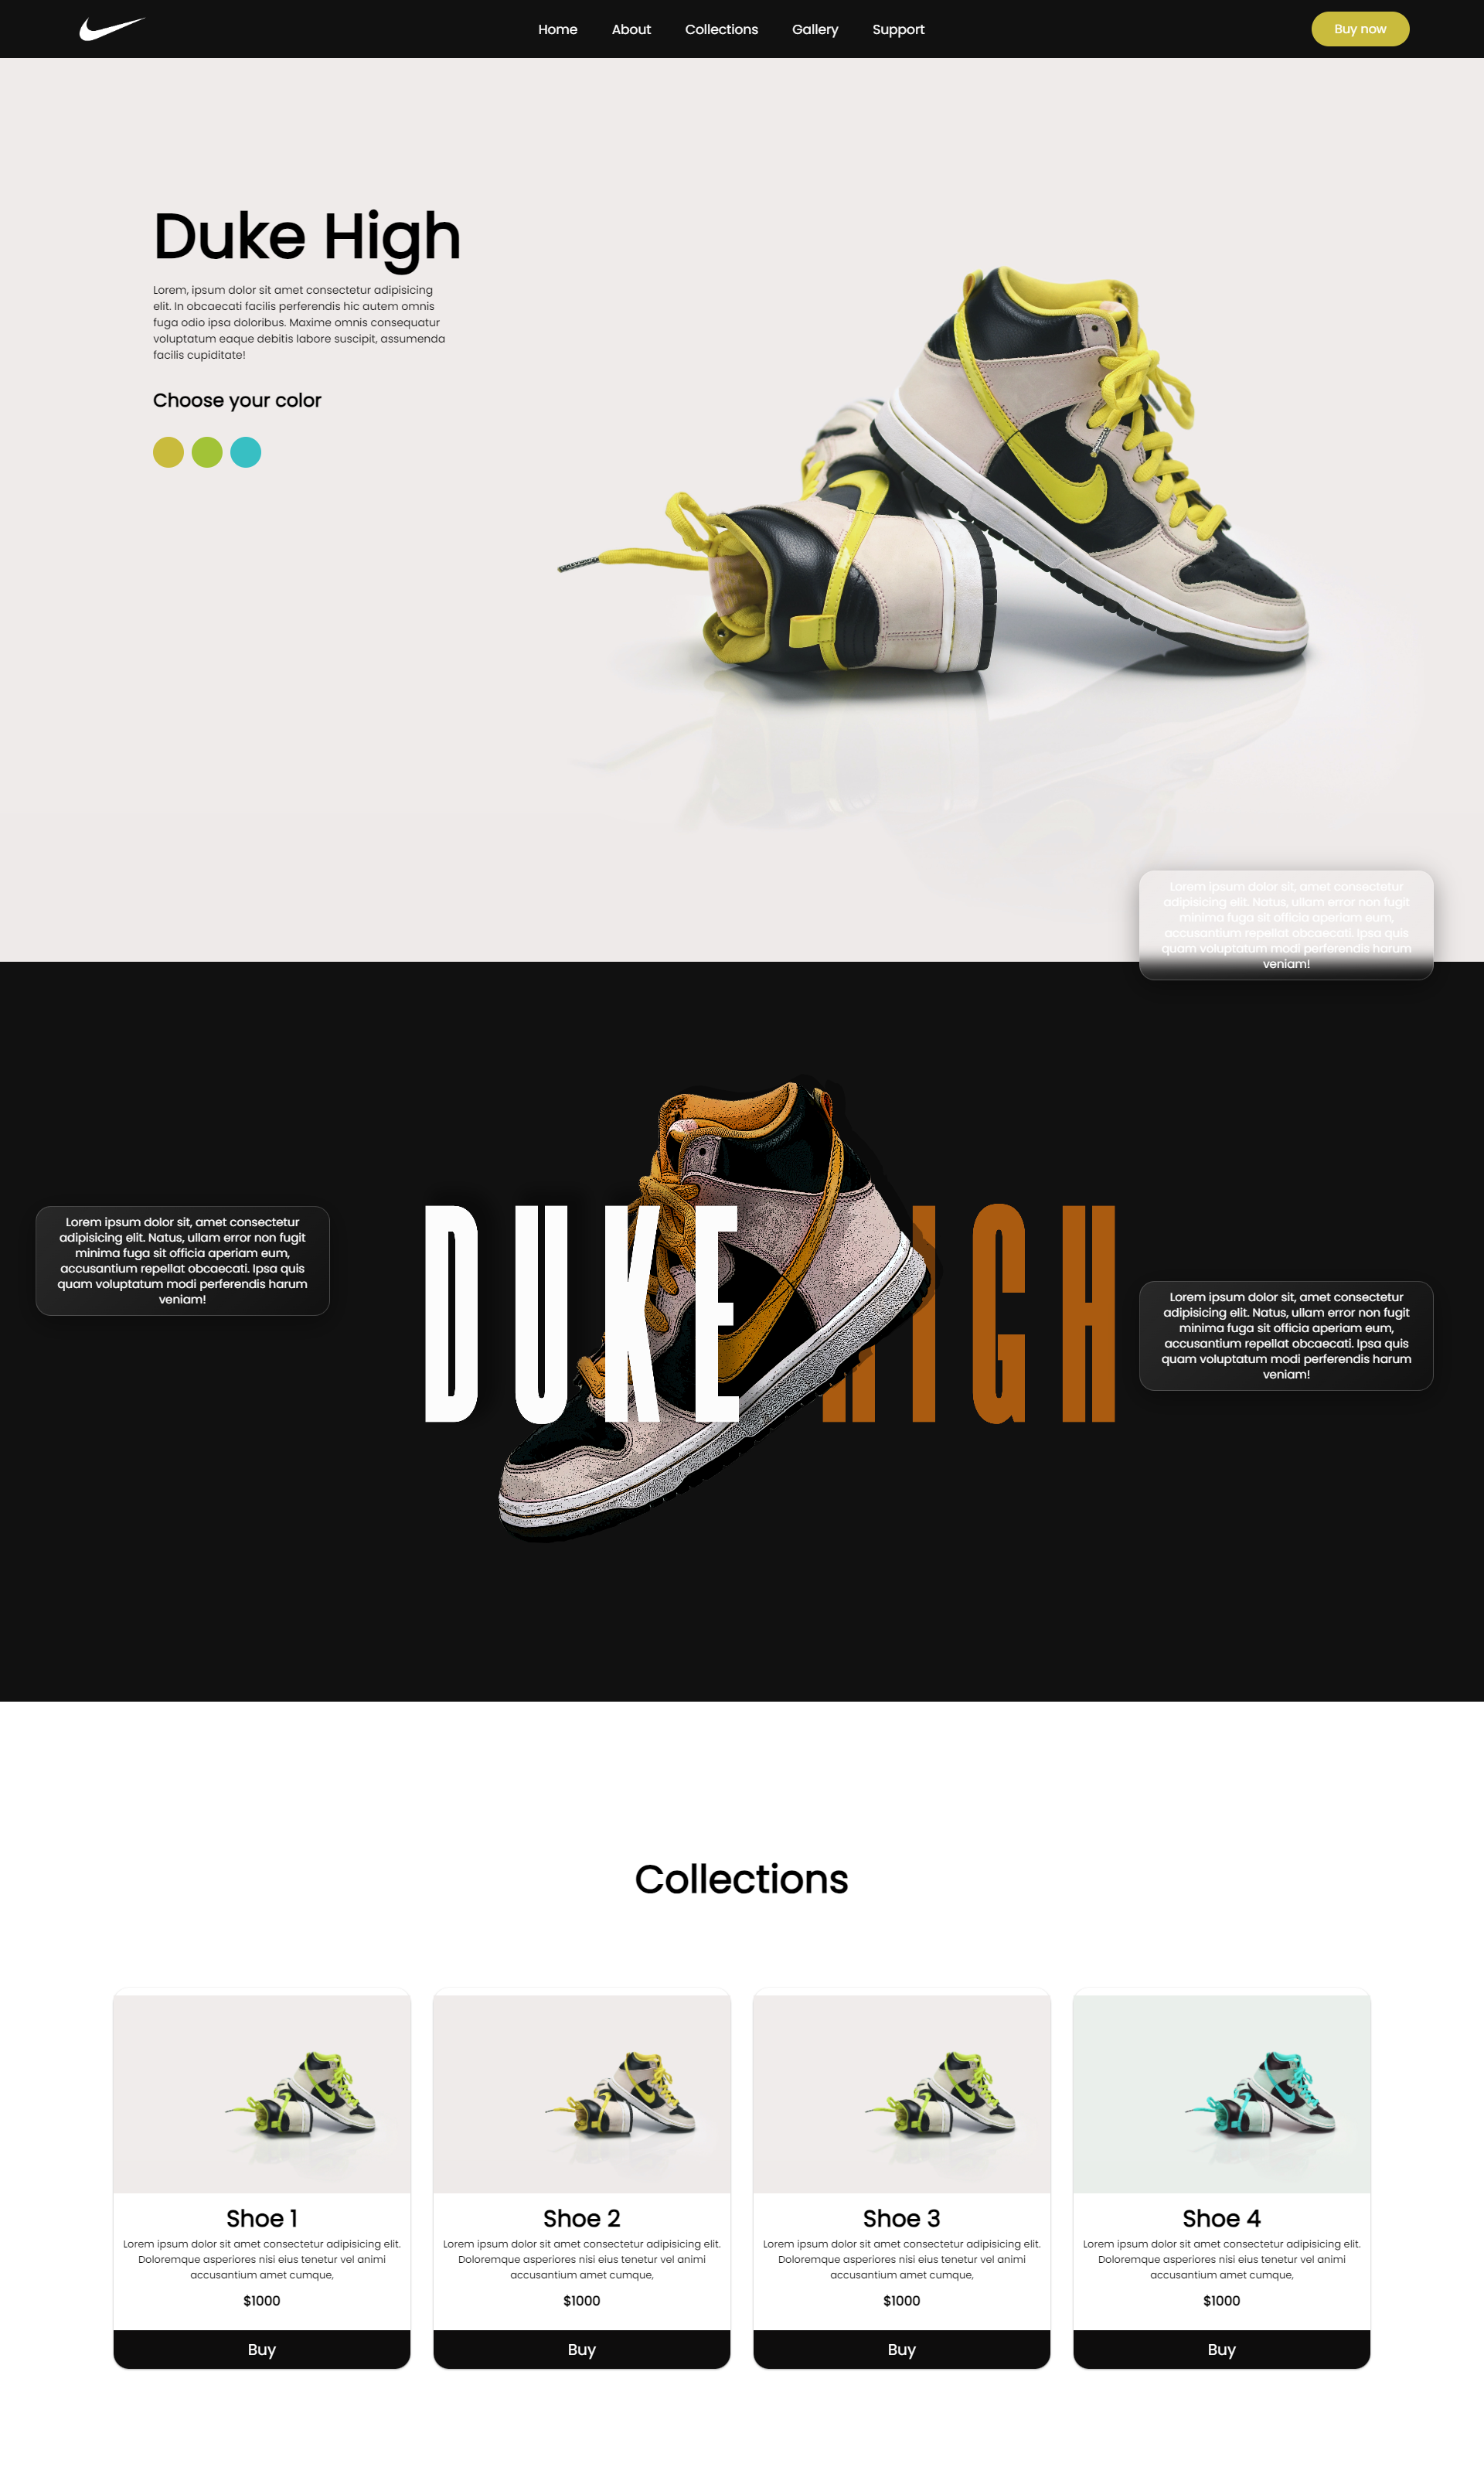 Home About Collections Gallery Support Buy now
Duke High
Lorem, ipsum dolor sit amet consectetur adipisicing
elit. In obcaecati facilis perferendis hic autem omnis
fuga odio ipsa doloribus. Maxime omnis consequatur
voluptatum eaque debitis labore suscipit, assumenda
facilis cupiditate!
Choose your color
Lorem ipsum dolor sit, amet consectetur
adipisicing elit. Natus, ullam error non fugit
minima fuga sit officia aperiam eum,
accusantium repellat obcaecati. Ipsa quis
quam voluptatum modi perferendis harum
veniam!
Lorem ipsum dolor sit, amet consectetur
adipisicing elit. Natus, ullam error non fugit
minima fuga sit officia aperiam eum,
accusantium repellat obcaecati. Ipsa quis
quam voluptatum modi perferendis harum
veniam!
DUKE HIGH
Lorem ipsum dolor sit, amet consectetur
adipisicing elit. Natus, ullam error non fugit
minima fuga sit officia aperiam eum,
accusantium repellat obcaecati. Ipsa quis
quam voluptatum modi perferendis harum
veniam!
Collections
Shoe 1
Lorem ipsum dolor sit amet consectetur adipisicing elit.
Doloremque asperiores nisi eius tenetur vel animi
accusantium amet cumque,
$1000
Buy
Shoe 2
Lorem ipsum dolor sit amet consectetur adipisicing elit.
Doloremque asperiores nisi eius tenetur vel animi
accusantium amet cumque,
$1000
Buy
Shoe 3
Lorem ipsum dolor sit amet consectetur adipisicing elit.
Doloremque asperiores nisi eius tenetur vel animi
accusantium amet cumque,
$1000
Buy
Shoe 4
Lorem ipsum dolor sit amet consectetur adipisicing elit.
Doloremque asperiores nisi eius tenetur vel animi
accusantium amet cumque,
$1000
Buy